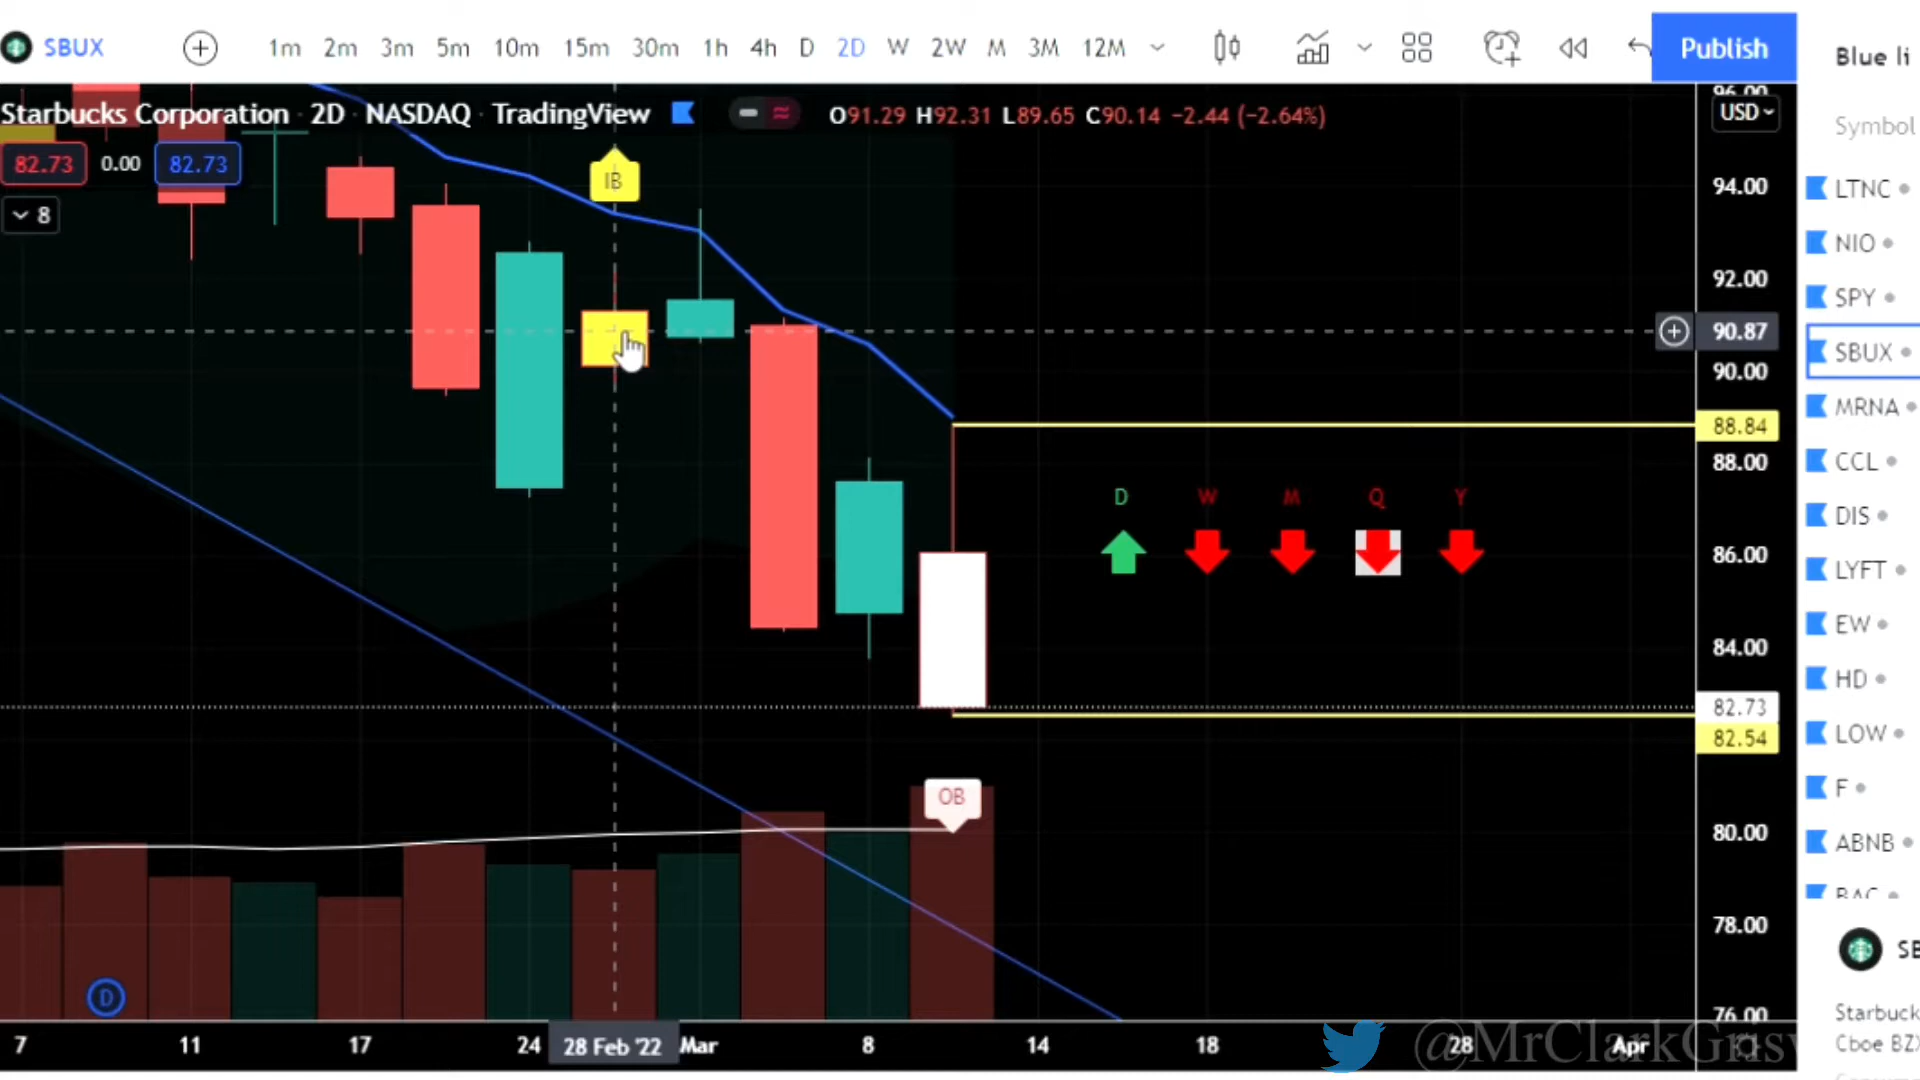 SBUX 1m 2m 3m 5m 10m 15m 30m 1h 4h D 2D W 2W M 3M 12M Publish Blue li
Starbucks Corporation · 2D · NASDAQ · TradingView O91.29 H92.31 L89.65 C90.14 −2.44 (−2.64%)
82.73 0.00 82.73
8
IB
USD
94.00
92.00
90.87
90.00
88.84
88.00
86.00
84.00
82.73
82.54
80.00
78.00
76.00
D W M Q Y
OB
D
7 11 17 24 28 Feb '22 Mar 8 14 18 28 Apr
Symbol
LTNC
NIO
SPY
SBUX
MRNA
CCL
DIS
LYFT
EW
HD
LOW
F
ABNB
BAC
SB
Starbuck
Cboe BZ